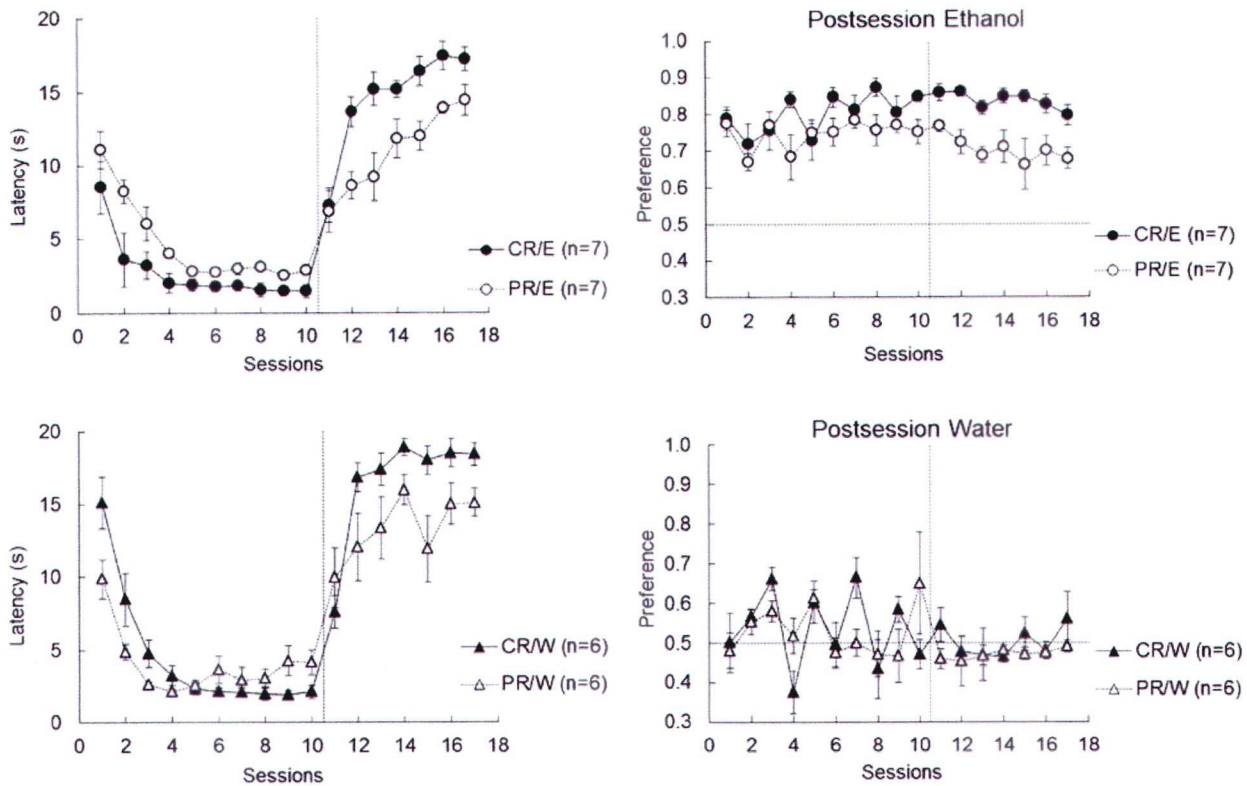 20
15
10
5
0
Latency (s)
0 2 4 6 8 10 12 14 16 18
Sessions
CR/E (n=7)
PR/E (n=7)
Postsession Ethanol
1.0
0.9
0.8
0.7
0.6
0.5
0.4
0.3
Preference
0 2 4 6 8 10 12 14 16 18
Sessions
CR/E (n=7)
PR/E (n=7)
20
15
10
5
0
Latency (s)
0 2 4 6 8 10 12 14 16 18
Sessions
CR/W (n=6)
PR/W (n=6)
Postsession Water
1.0
0.9
0.8
0.7
0.6
0.5
0.4
0.3
Preference
0 2 4 6 8 10 12 14 16 18
Sessions
CR/W (n=6)
PR/W (n=6)